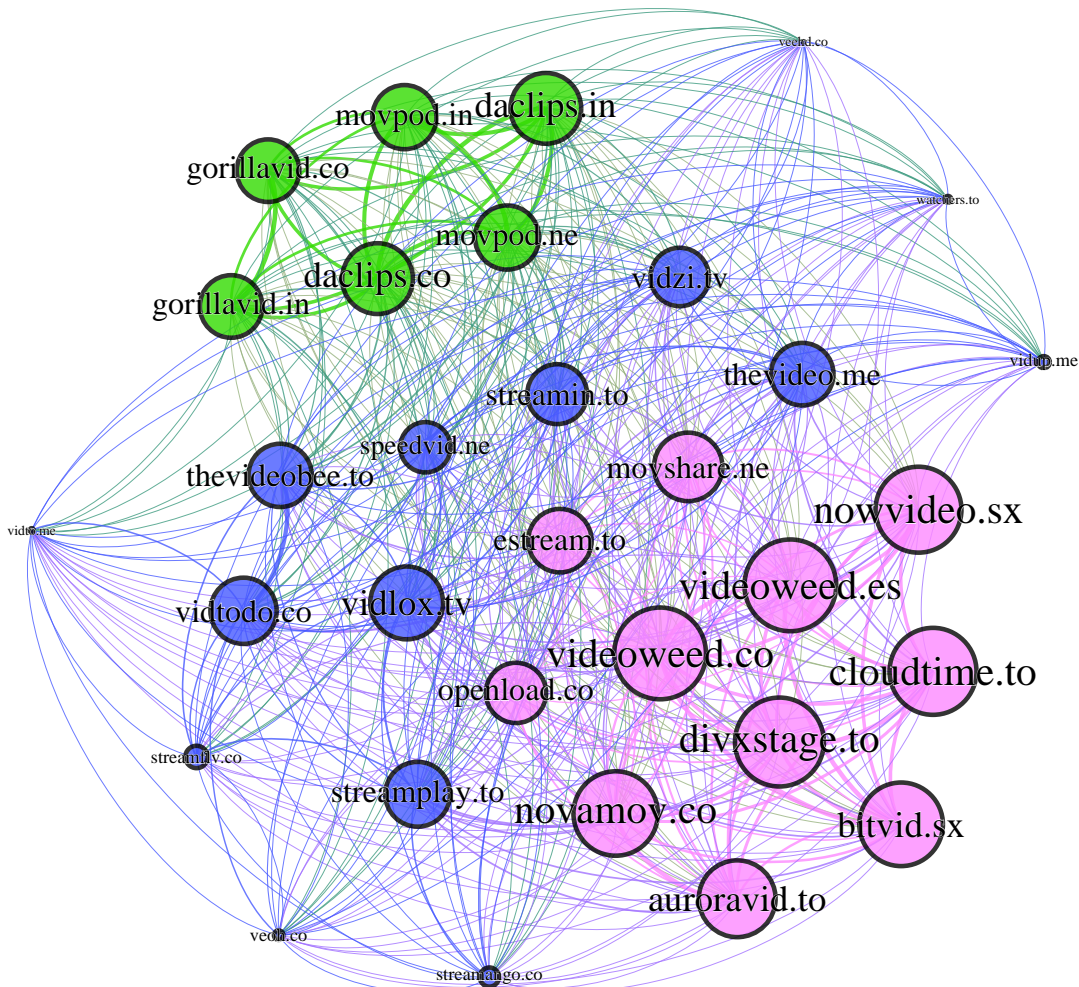 veehd.co
daclips.in
movpod.in
gorillavid.co
watchers.to
movpod.ne
daclips.co
vidzi.tv
gorillavid.in
vidup.me
thevideo.me
streamin.to
speedvid.ne
movshare.ne
thevideobee.to
nowvideo.sx
vidto.me
estream.to
videoweed.es
vidlox.tv
vidtodo.co
videoweed.co
cloudtime.to
openload.co
divxstage.to
streamflv.co
streamplay.to
novamov.co
bitvid.sx
auroravid.to
veoh.co
streamango.co